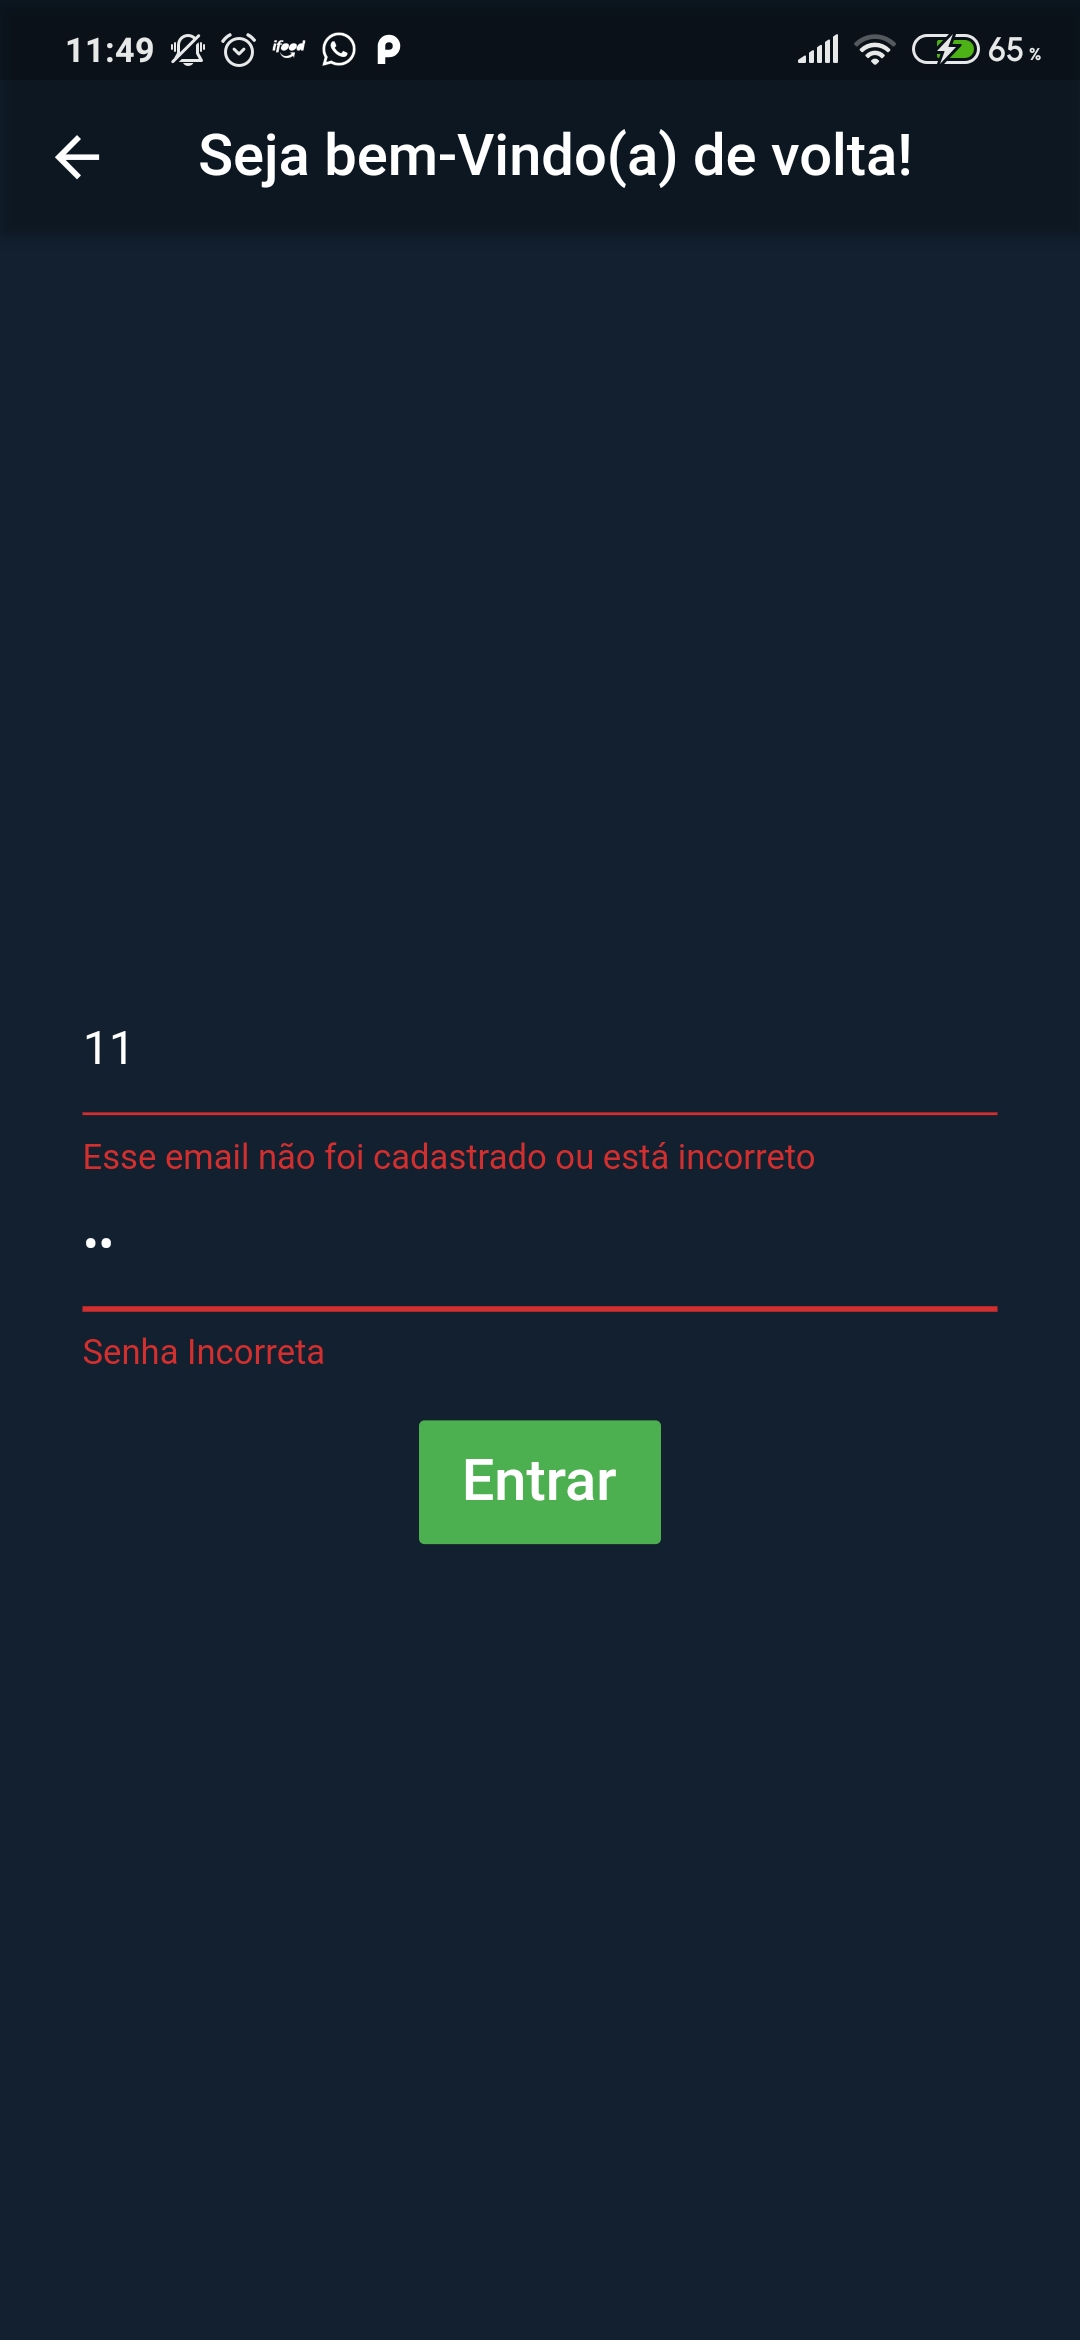 11:49 ifood 65 %
Seja bem-Vindo(a) de volta!
11
Esse email não foi cadastrado ou está incorreto
••
Senha Incorreta
Entrar